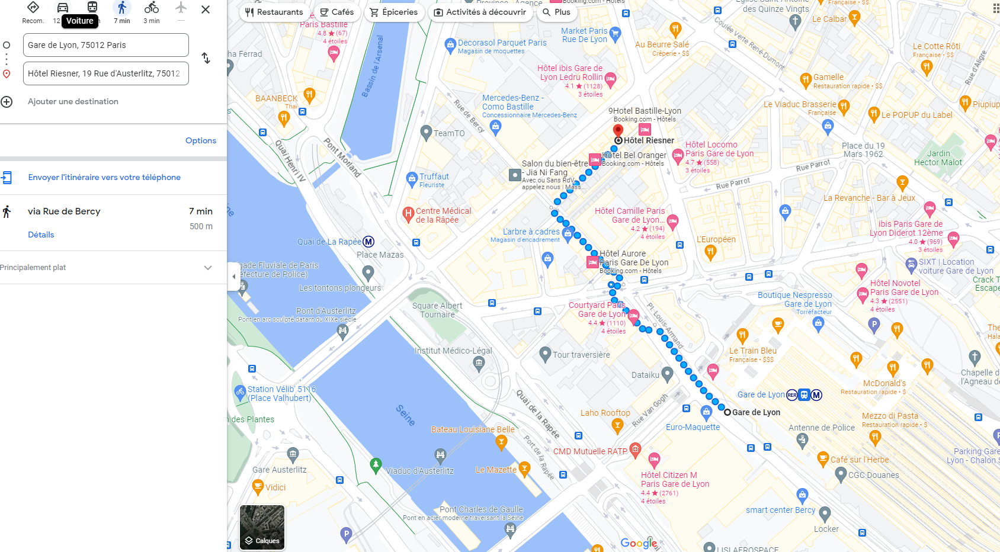 Recom.
12
Voiture
7 min
3 min
—
Gare de Lyon, 75012 Paris
Hôtel Riesner, 19 Rue d'Austerlitz, 75012
Ajouter une destination
Options
Envoyer l'itinéraire vers votre téléphone
via Rue de Bercy
7 min
500 m
Détails
Principalement plat
Restaurants
Cafés
Épiceries
Activités à découvrir
Plus
Paris Bastille
4.8 ★ (67)
4 étoiles
Bassin de l'Arsenal
Decorasol Parquet Paris
Magasin de moquettes
Market Paris
Rue De Lyon
Au Beurre Salé
Crêperie • $$
des Quinze Vingts
Française • $$
Le Calbar
Coulée Verte René-Dumont
Le Cotte Rôti
Française • $$
Rue d'Aligre
Hôtel ibis Gare de
Lyon Ledru Rollin
4.1 ★ (1128)
3 étoiles
Gamelle
Restauration rapide • $$
BAANBECK
Thaï
Mercedes-Benz -
Como Bastille
Concessionnaire Mercedes-Benz
Rue de Bercy
9Hotel Bastille-Lyon
Booking.com - Hôtels
Le Viaduc Brasserie
Française
Le POPUP du Label
Piupiup
TeamTO
Hôtel Riesner
Hôtel Bel Oranger
Booking.com - Hôtels
Hôtel Locomo
Paris Gare de Lyon
4.7 ★ (558)
3 étoiles
Place du 19
Mars 1962
Jardin
Hector Malot
Quai Henri IV
Pont Morland
Salon du bien-être
- Jia Ni Fang
Avec ou Sans RdV,
appelez nous | Mass...
Truffaut
Fleuriste
Rue Parrot
Rue Parrot
La Revanche - Bar à Jeux
Centre Médical
de la Râpée
Hôtel Camille Paris
Gare de Lyon...
4.2 ★ (194)
4 étoiles
L'arbre à cadres
Magasin d'encadrement
L'Européen
ibis Paris Gare de
Lyon Diderot 12ème
4.0 ★ (969)
3 étoiles
Quai de La Rapée
Place Mazas
Hôtel Aurore
Paris Gare De Lyon
Booking.com - Hôtels
SIXT | Location
voiture Gare de Lyon
gade Fluviale de Paris
éfecture de Police)
Les tontons plongeurs
Crack T
Escape
Hôtel Novotel
Paris Gare de Lyon
4.3 ★ (2551)
4 étoiles
Boutique Nespresso
Gare de Lyon
Torréfacteur
Square Albert
Tournaire
Pont d'Austerlitz
Pont en arc sculpté datant du XIXe siècle
Courtyard Paris
Gare de Lyon
4.4 ★ (1110)
4 étoiles
Pl. Louis-Armand
Le Train Bleu
Française • $$$
Institut Médico-Légal
Tour traversière
Dataiku
McDonald's
Restauration rapide • $
Chapelle d
l'Agneau de
Station Vélib' 5116
(Place Valhubert)
Gare de Lyon
RER
M
Gare de Lyon
Seine
Quai de la Rapée
Laho Rooftop
Rue Van Gogh
Euro-Maquette
Mezzo di Pasta
Restauration rapide • $
Antenne de Police
n des Plantes
Bateau Louisiane Belle
Port de la Rapée
CMD Mutuelle RATP
Parking Gare
Lyon - Chalon S
Café sur l'Herbe
Gare Austerlitz
Viaduc d'Austerlitz
Le Mazette
Hôtel Citizen M
Paris Gare de Lyon
4.4 ★ (2761)
4 étoiles
CGC Douanes
Vidici
smart center Bercy
Pont Charles de Gaulle
Pont en acier moderne traversant la Seine
Locker
Calques
Google